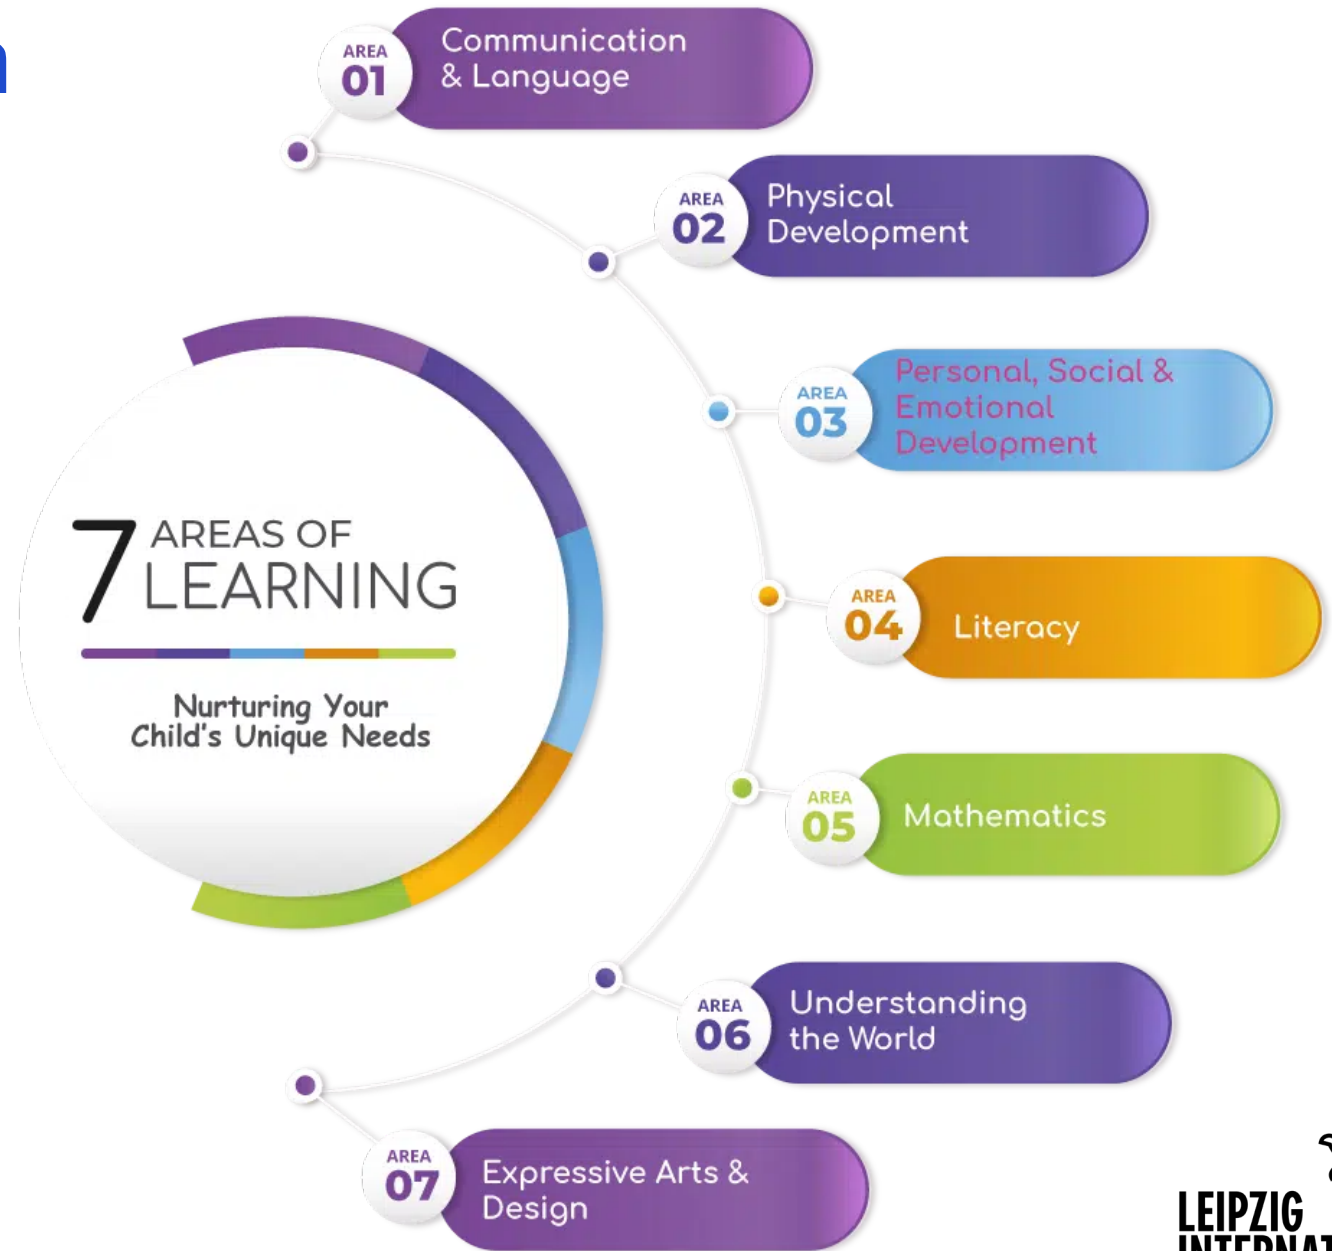 AREA
01
Communication
& Language
AREA
02
Physical
Development
AREA
03
Personal, Social &
Emotional
Development
7 AREAS OF
LEARNING
Nurturing Your
Child's Unique Needs
AREA
04
Literacy
AREA
05
Mathematics
AREA
06
Understanding
the World
AREA
07
Expressive Arts &
Design
LEIPZIG